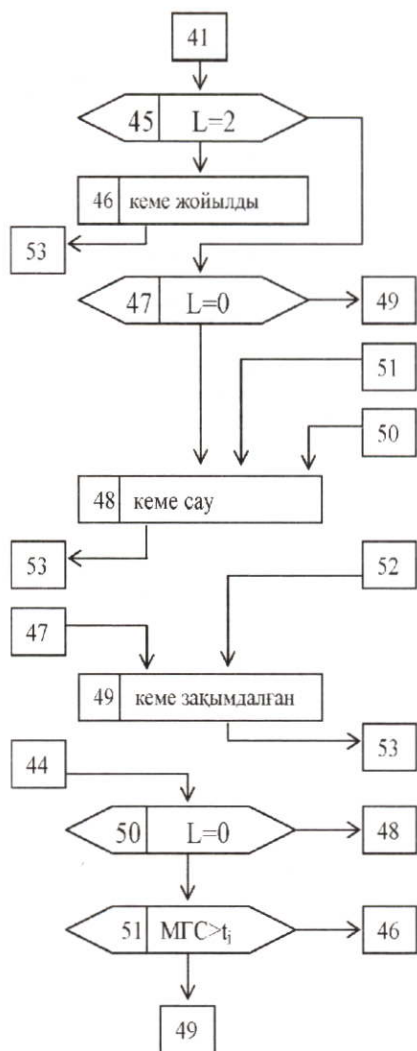 41
45 L=2
46 кеме жойылды
53
47 L=0
49
51
50
48 кеме сау
53
52
47
49 кеме зақымдалған
53
44
50 L=0
48
51 МГС>tj
46
49